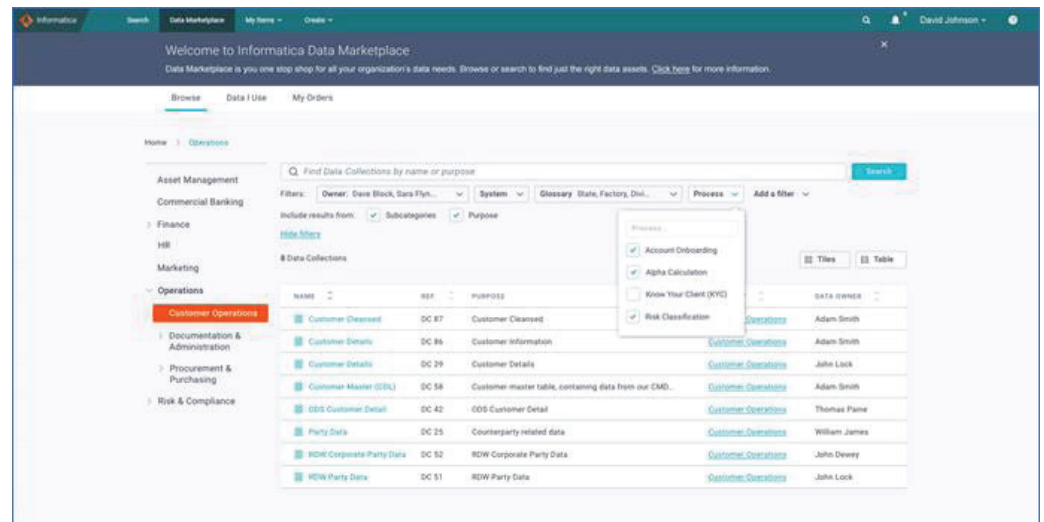 Informatica Search Data Marketplace My Items Create David Johnson
Welcome to Informatica Data Marketplace
Data Marketplace is you one stop shop for all your organization's data needs. Browse or search to find just the right data assets. Click here for more information.
Browse Data I Use My Orders
Home Operations
Asset Management
Commercial Banking
Finance
HR
Marketing
Operations
Customer Operations
Documentation &
Administration
Procurement &
Purchasing
Risk & Compliance
Find Data Collections by name or purpose Search
Filters: Owner: Dave Block, Sara Flyn... System Glossary State, Factory, Divi... Process Add a filter
Include results from: Subcategories Purpose
Hide filters
8 Data Collections Tiles Table
Process...
Account Onboarding
Alpha Calculation
Know Your Client (KYC)
Risk Classification
NAME REF PURPOSE DATA OWNER
Customer Cleansed DC 87 Customer Cleansed Operations Adam Smith
Customer Details DC 86 Customer Information Customer Operations Adam Smith
Customer Details DC 29 Customer Details Customer Operations John Lock
Customer Master (CDL) DC 58 Customer master table, containing data from our CMD... Customer Operations Adam Smith
ODS Customer Detail DC 42 ODS Customer Detail Customer Operations Thomas Paine
Party Data DC 25 Counterparty related data Customer Operations William James
RDW Corporate Party Data DC 52 RDW Corporate Party Data Customer Operations John Dewey
RDW Party Data DC 51 RDW Party Data Customer Operations John Lock